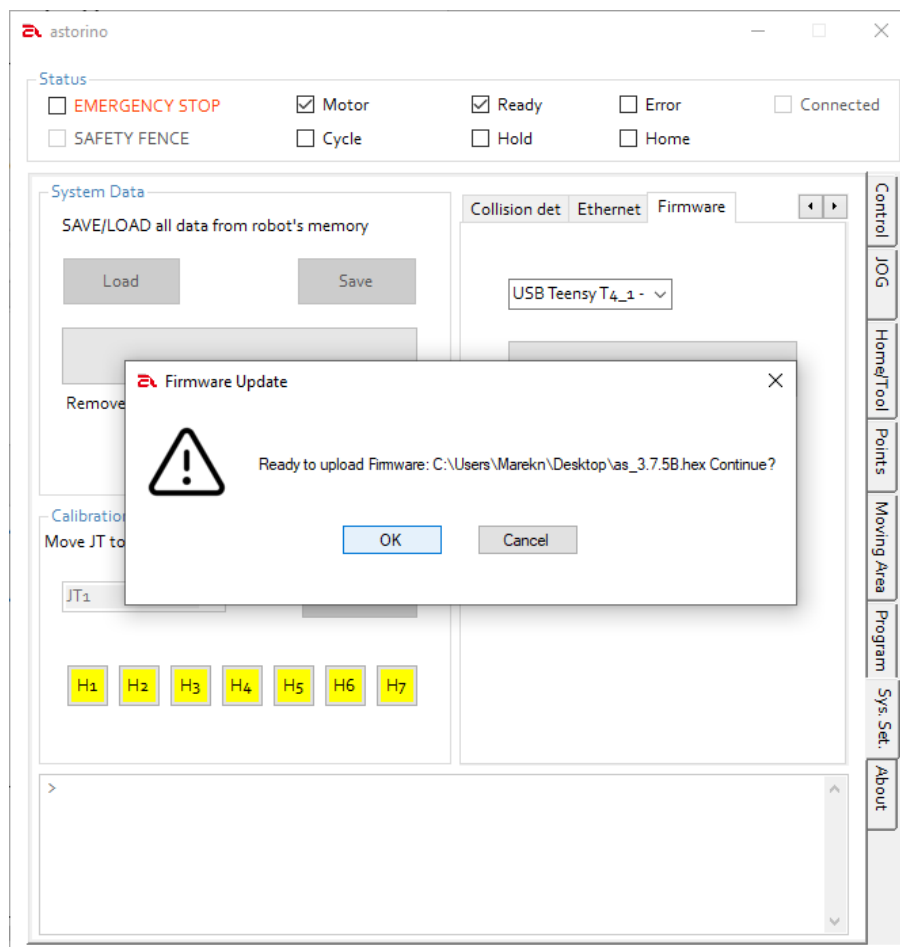 astorino
Status
EMERGENCY STOP
Motor
Ready
Error
Connected
SAFETY FENCE
Cycle
Hold
Home
System Data
SAVE/LOAD all data from robot's memory
Load
Save
Remove
Collision det
Ethernet
Firmware
USB Teensy T4_1 -
Firmware Update
Ready to upload Firmware: C:\Users\Marekn\Desktop\as_3.7.5B.hex Continue?
OK
Cancel
Calibration
Move JT to
JT1
H1 H2 H3 H4 H5 H6 H7
>
Control
JOG
Home/Tool
Points
Moving Area
Program
Sys. Set.
About